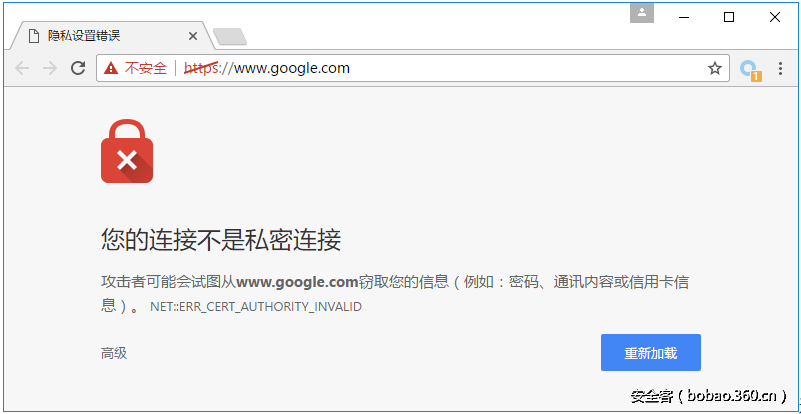 隐私设置错误
不安全 https://www.google.com
1
您的连接不是私密连接
攻击者可能会试图从www.google.com窃取您的信息（例如：密码、通讯内容或信用卡信
息）。 NET::ERR_CERT_AUTHORITY_INVALID
高级
重新加载
安全客（bobao.360.cn）